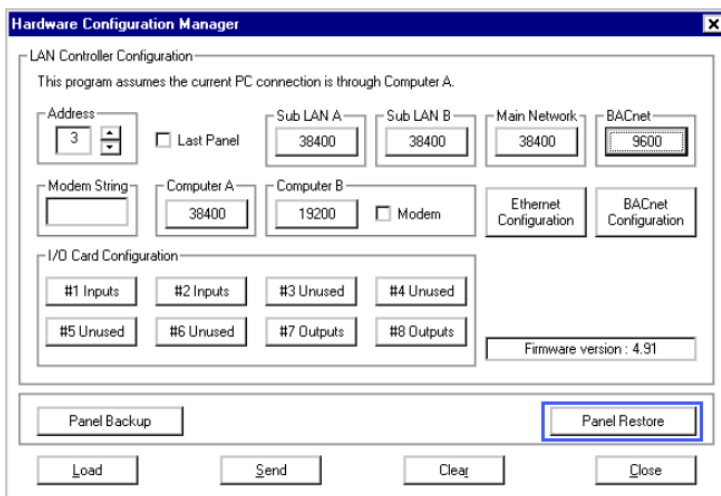 Hardware Configuration Manager
LAN Controller Configuration
This program assumes the current PC connection is through Computer A.
Address
3
Last Panel
Sub LAN A
38400
Sub LAN B
38400
Main Network
38400
BACnet
9600
Modem String
Computer A
38400
Computer B
19200
Modem
Ethernet
Configuration
BACnet
Configuration
I/O Card Configuration
#1 Inputs
#2 Inputs
#3 Unused
#4 Unused
#5 Unused
#6 Unused
#7 Outputs
#8 Outputs
Firmware version : 4.91
Panel Backup
Panel Restore
Load
Send
Clear
Close